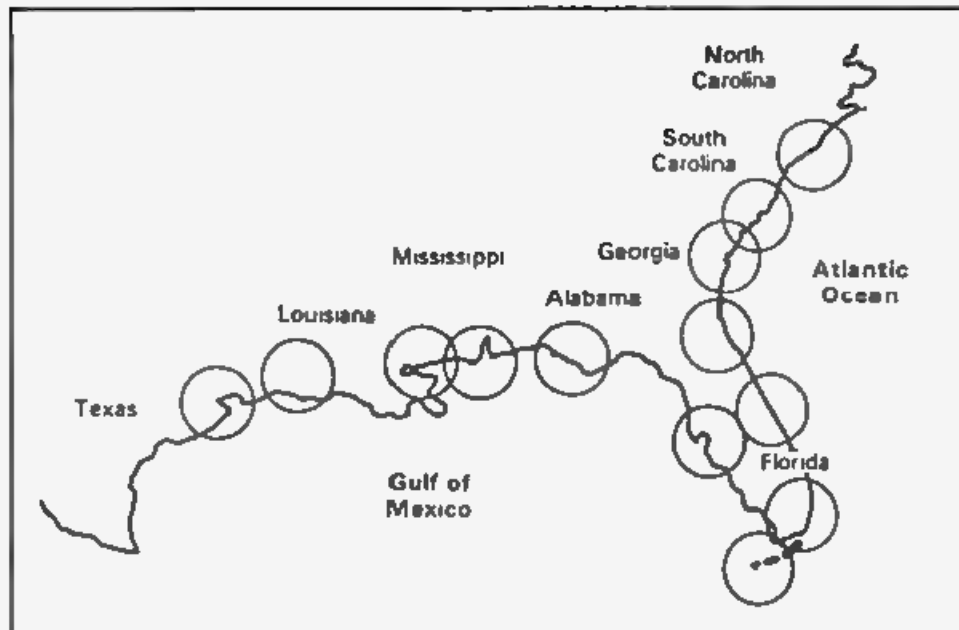 North
Carolina
South
Carolina
Georgia
Atlantic
Ocean
Mississippi
Alabama
Louisiana
Texas
Gulf of
Mexico
Florida